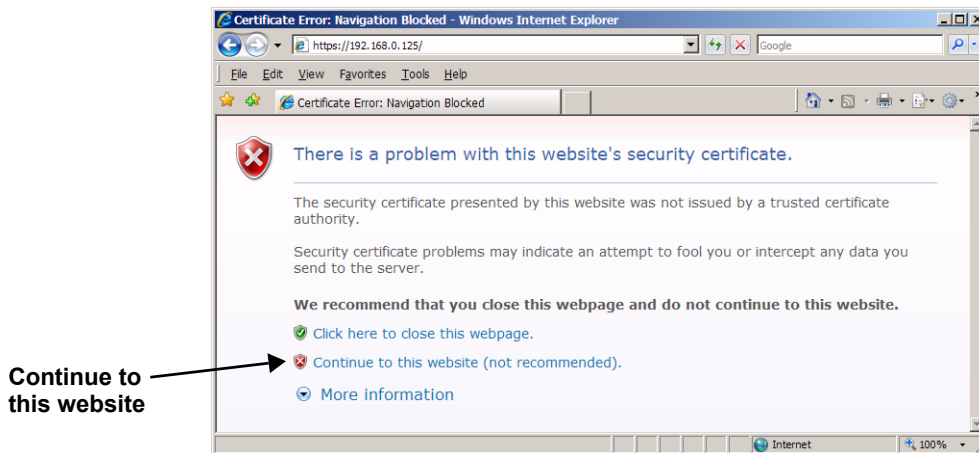 Certificate Error: Navigation Blocked - Windows Internet Explorer
https://192.168.0.125/
Google
File Edit View Favorites Tools Help
Certificate Error: Navigation Blocked
There is a problem with this website's security certificate.
The security certificate presented by this website was not issued by a trusted certificate
authority.
Security certificate problems may indicate an attempt to fool you or intercept any data you
send to the server.
We recommend that you close this webpage and do not continue to this website.
Click here to close this webpage.
Continue to this website (not recommended).
More information
Continue to
this website
Internet
100%